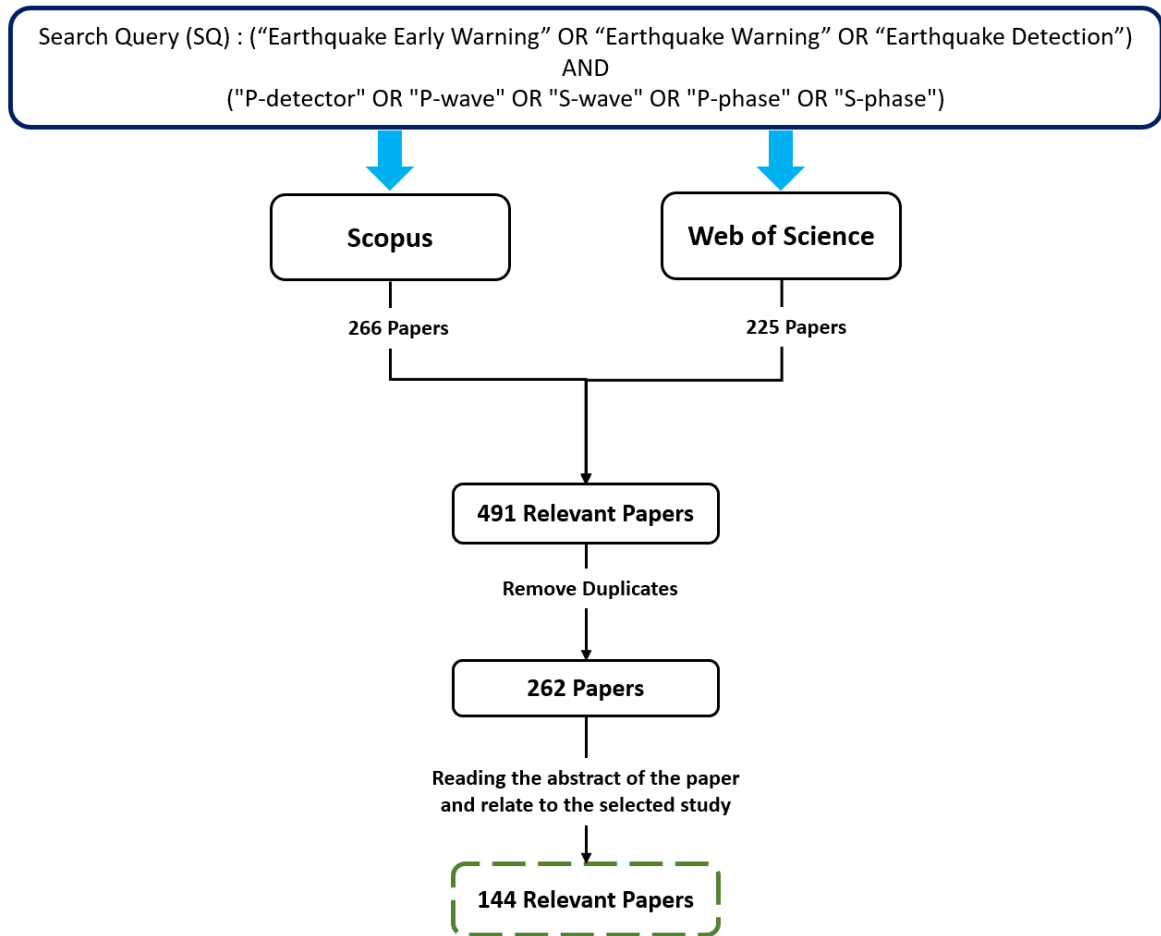 Search Query (SQ) : (“Earthquake Early Warning” OR “Earthquake Warning” OR “Earthquake Detection”)
AND
("P-detector" OR "P-wave" OR "S-wave" OR "P-phase" OR "S-phase")
Scopus
Web of Science
266 Papers
225 Papers
491 Relevant Papers
Remove Duplicates
262 Papers
Reading the abstract of the paper
and relate to the selected study
144 Relevant Papers